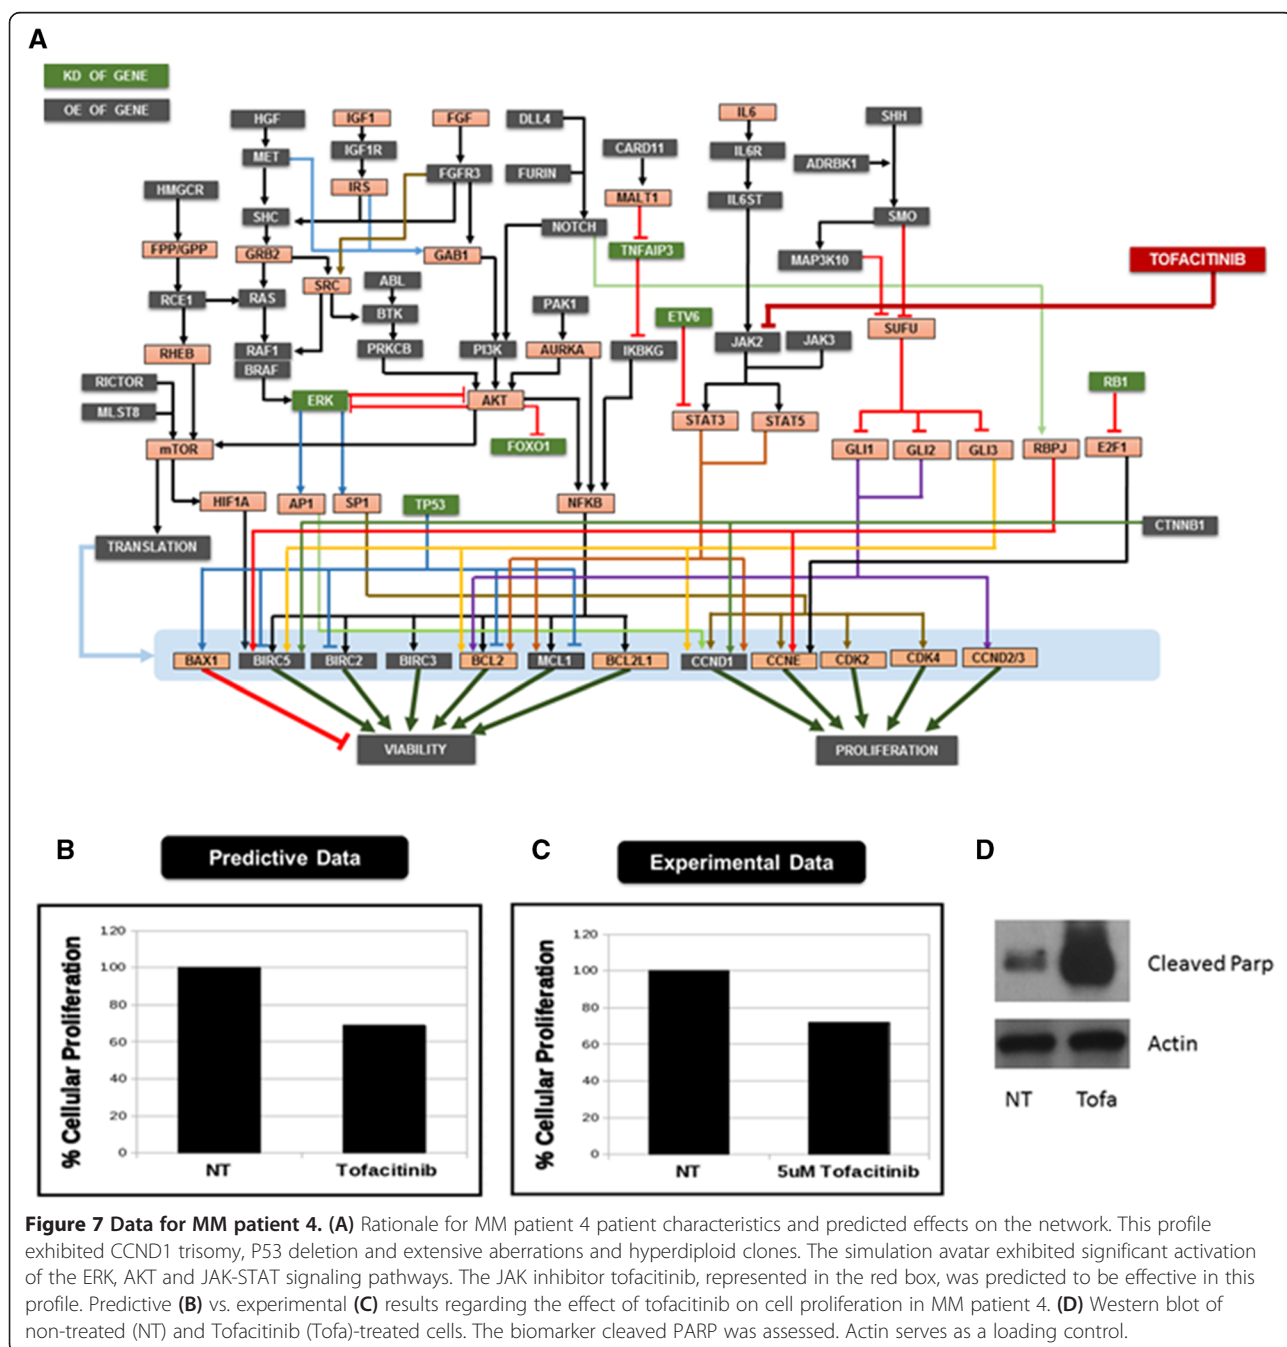 A
KD OF GENE
OE OF GENE
HGF
IGF1
FGF
DLL4
IL6
SHH
MET
IGF1R
CARD11
IL6R
ADRBK1
HMGCR
IRS
FGFR3
FURIN
MALT1
IL6ST
SHC
NOTCH
SMO
FPP/GPP
GRB2
GAB1
TNFAIP3
MAP3K10
TOFACITINIB
RCE1
RAS
SRC
ABL
BTK
PAK1
ETV6
SUFU
RHEB
RAF1
BRAF
PRKCB
PI3K
AURKA
IKBKG
JAK2
JAK3
RICTOR
MLST8
ERK
AKT
RB1
mTOR
FOXO1
STAT3
STAT5
GLI1
GLI2
GLI3
RBPJ
E2F1
HIF1A
AP1
SP1
TP53
NFKB
CTNNB1
TRANSLATION
BAX1
BIRC5
BIRC2
BIRC3
BCL2
MCL1
BCL2L1
CCND1
CCNE
CDK2
CDK4
CCND2/3
VIABILITY
PROLIFERATION
B
Predictive Data
% Cellular Proliferation
120
100
80
60
40
20
0
NT
Tofacitinib
C
Experimental Data
% Cellular Proliferation
120
100
80
60
40
20
0
NT
5uM Tofacitinib
D
Cleaved Parp
Actin
NT
Tofa
Figure 7 Data for MM patient 4. (A) Rationale for MM patient 4 patient characteristics and predicted effects on the network. This profile
exhibited CCND1 trisomy, P53 deletion and extensive aberrations and hyperdiploid clones. The simulation avatar exhibited significant activation
of the ERK, AKT and JAK-STAT signaling pathways. The JAK inhibitor tofacitinib, represented in the red box, was predicted to be effective in this
profile. Predictive (B) vs. experimental (C) results regarding the effect of tofacitinib on cell proliferation in MM patient 4. (D) Western blot of
non-treated (NT) and Tofacitinib (Tofa)-treated cells. The biomarker cleaved PARP was assessed. Actin serves as a loading control.